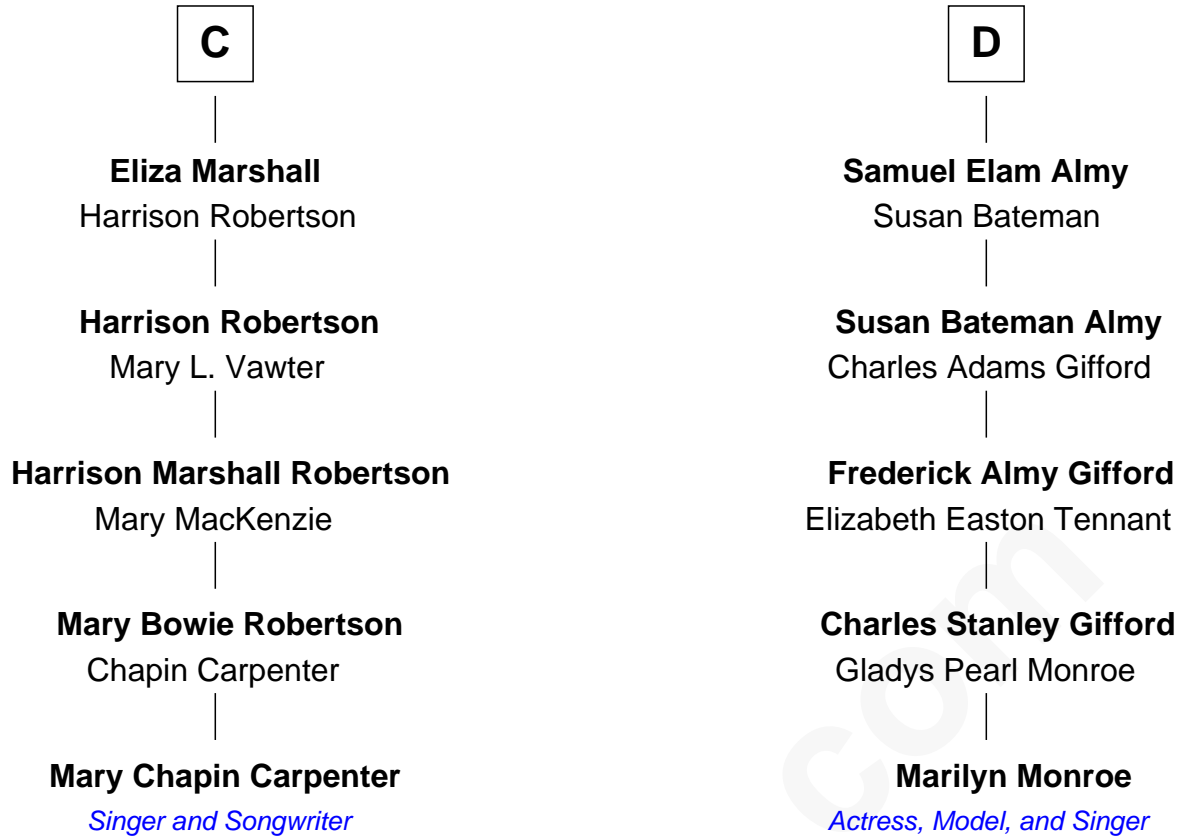 C
Eliza Marshall
Harrison Robertson
Harrison Robertson
Mary L. Vawter
Harrison Marshall Robertson
Mary MacKenzie
Mary Bowie Robertson
Chapin Carpenter
Mary Chapin Carpenter
Singer and Songwriter
D
Samuel Elam Almy
Susan Bateman
Susan Bateman Almy
Charles Adams Gifford
Frederick Almy Gifford
Elizabeth Easton Tennant
Charles Stanley Gifford
Gladys Pearl Monroe
Marilyn Monroe
Actress, Model, and Singer
com